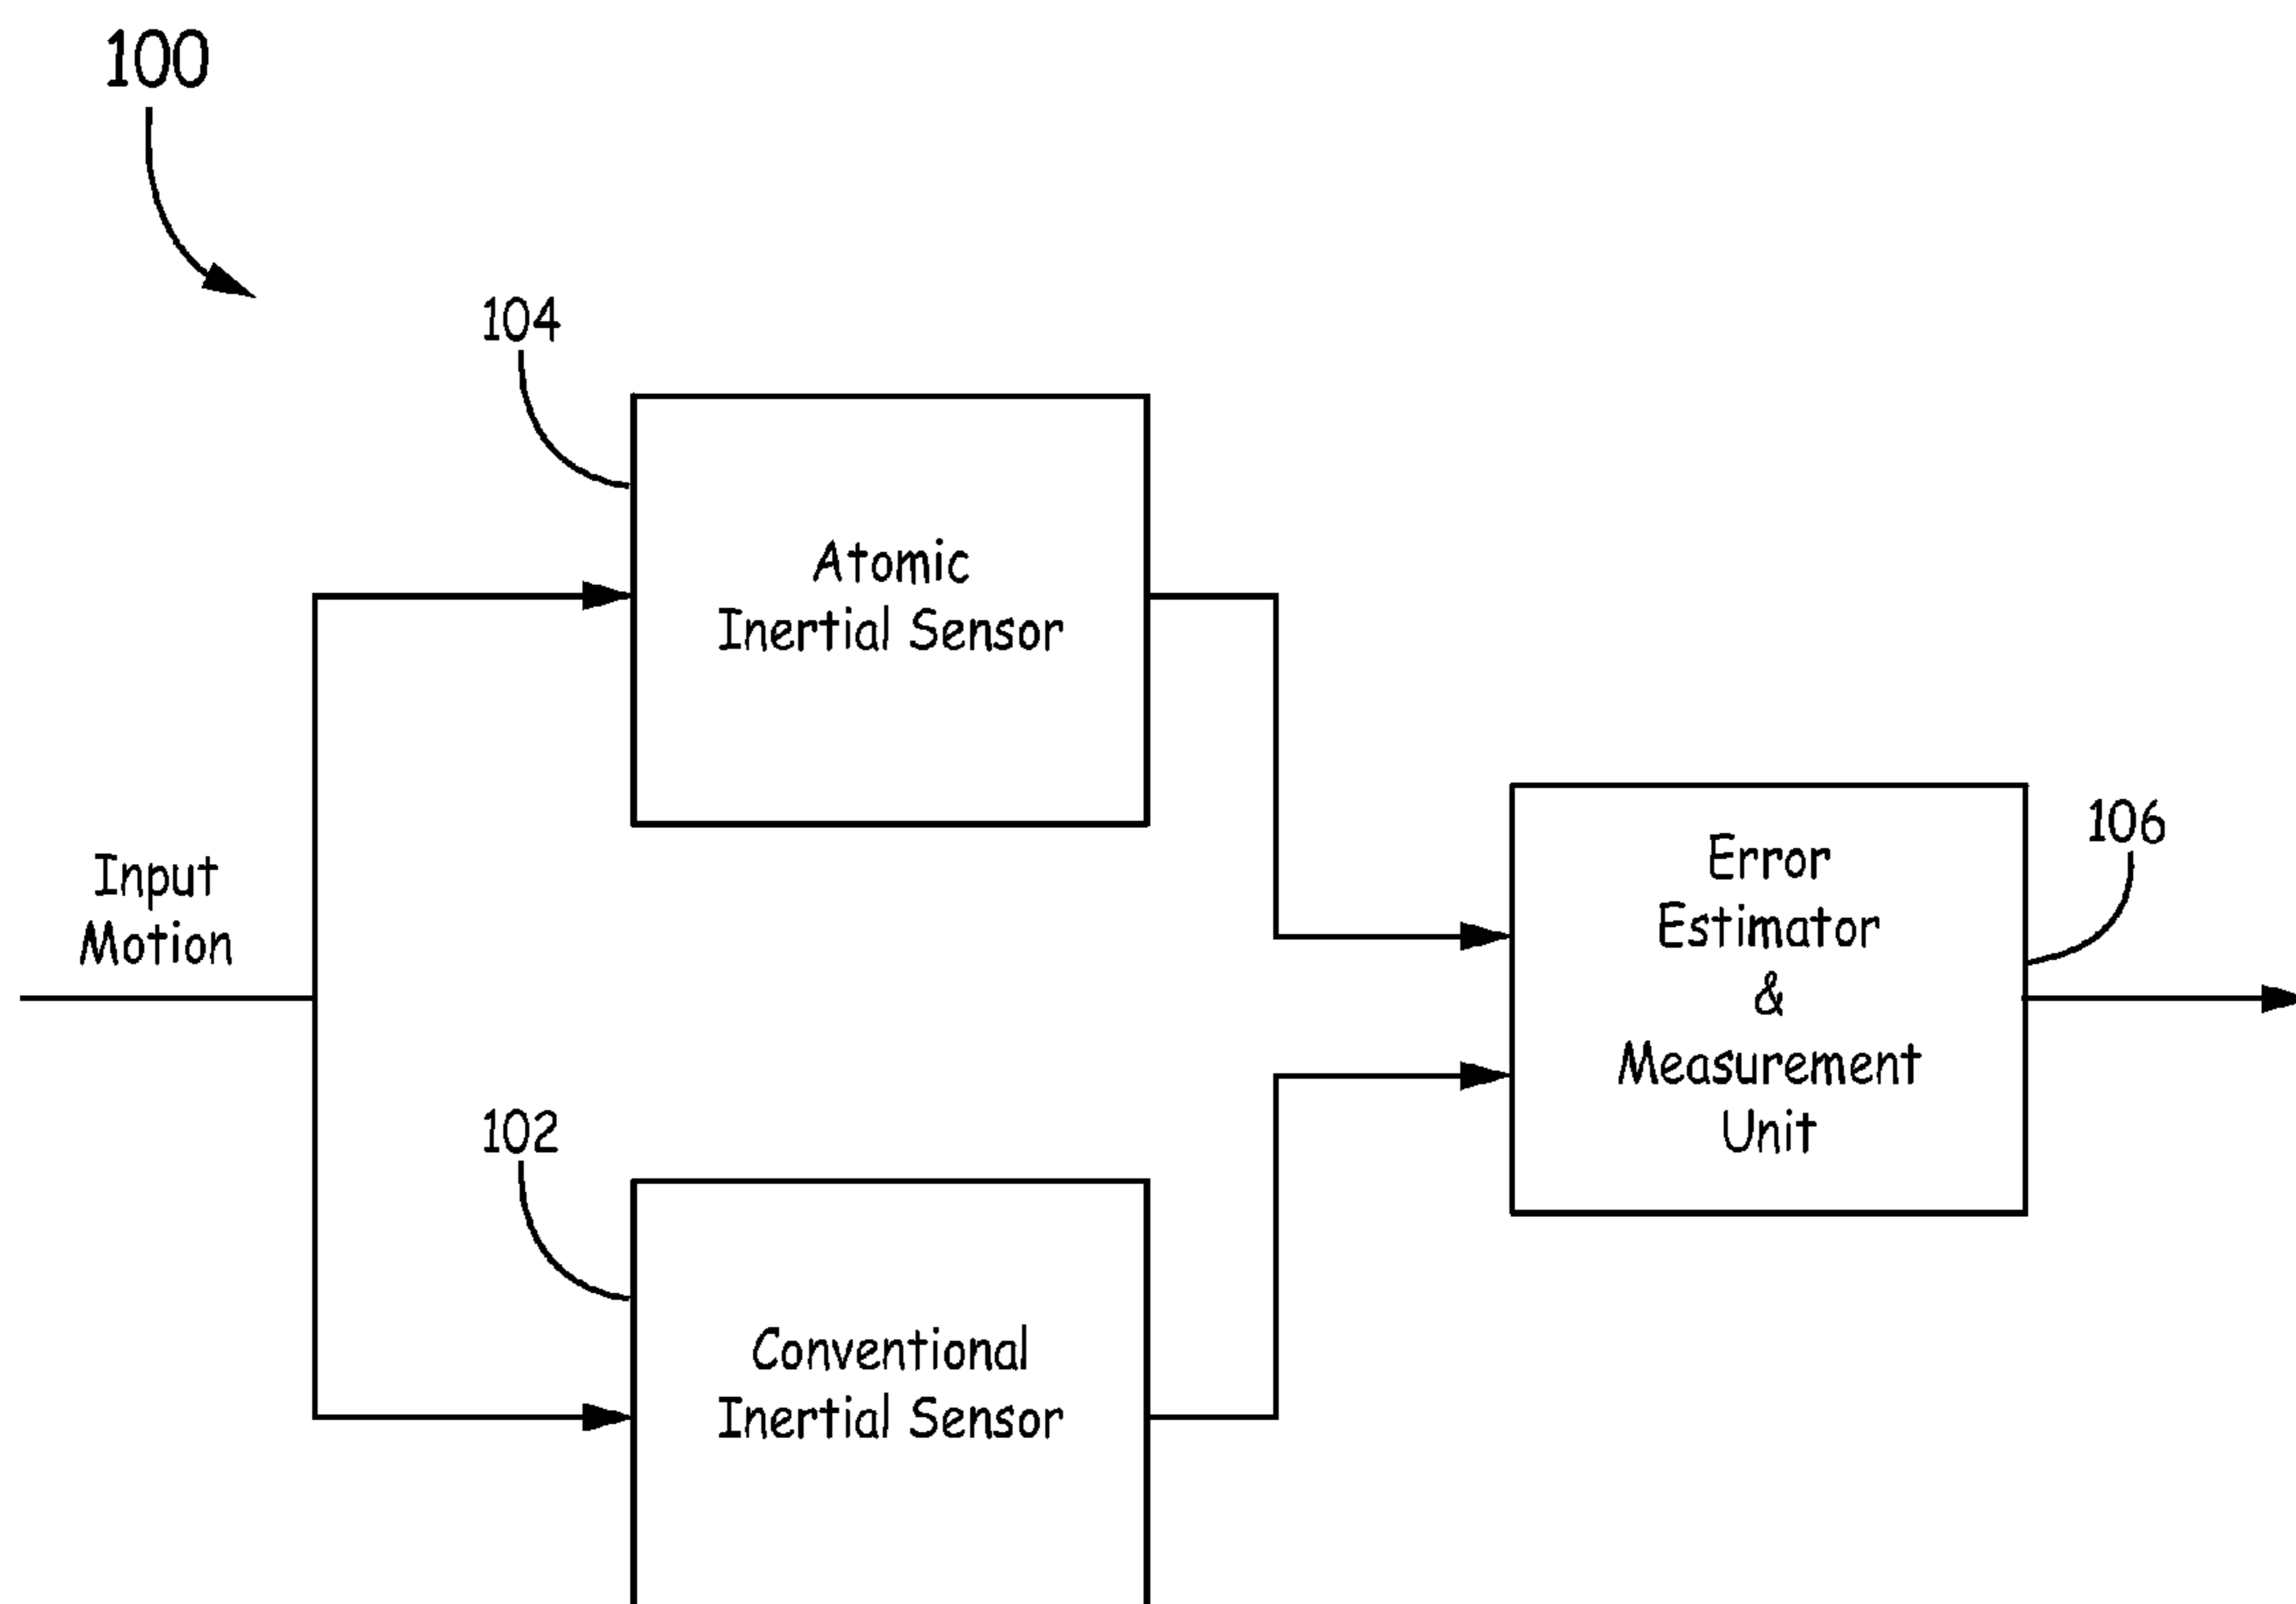 100
104
Atomic
Inertial Sensor
Input
Motion
106
Error
Estimator
&
Measurement
Unit
102
Conventional
Inertial Sensor